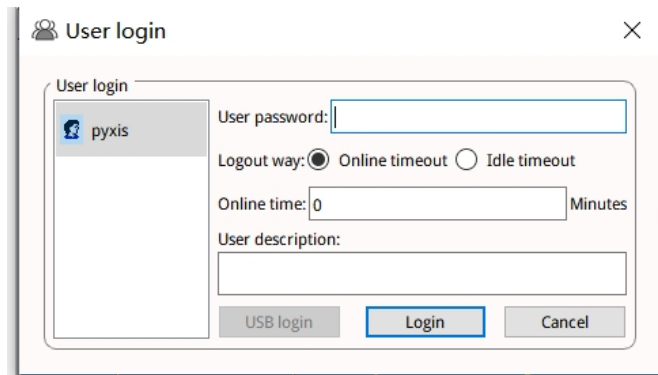 User login
User login
pyxis
User password:
Logout way: Online timeout Idle timeout
Online time: 0 Minutes
User description:
USB login Login Cancel